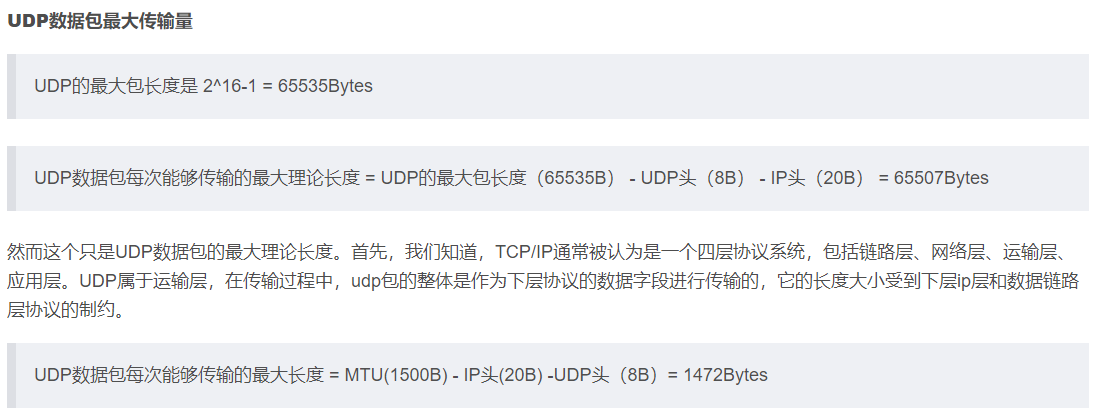 UDP数据包最大传输量
UDP的最大包长度是 2^16-1 = 65535Bytes
UDP数据包每次能够传输的最大理论长度 = UDP的最大包长度（65535B） - UDP头（8B） - IP头（20B） = 65507Bytes
然而这个只是UDP数据包的最大理论长度。首先，我们知道，TCP/IP通常被认为是一个四层协议系统，包括链路层、网络层、运输层、
应用层。UDP属于运输层，在传输过程中，udp包的整体是作为下层协议的数据字段进行传输的，它的长度大小受到下层ip层和数据链路
层协议的制约。
UDP数据包每次能够传输的最大长度 = MTU(1500B) - IP头(20B) -UDP头（8B）= 1472Bytes